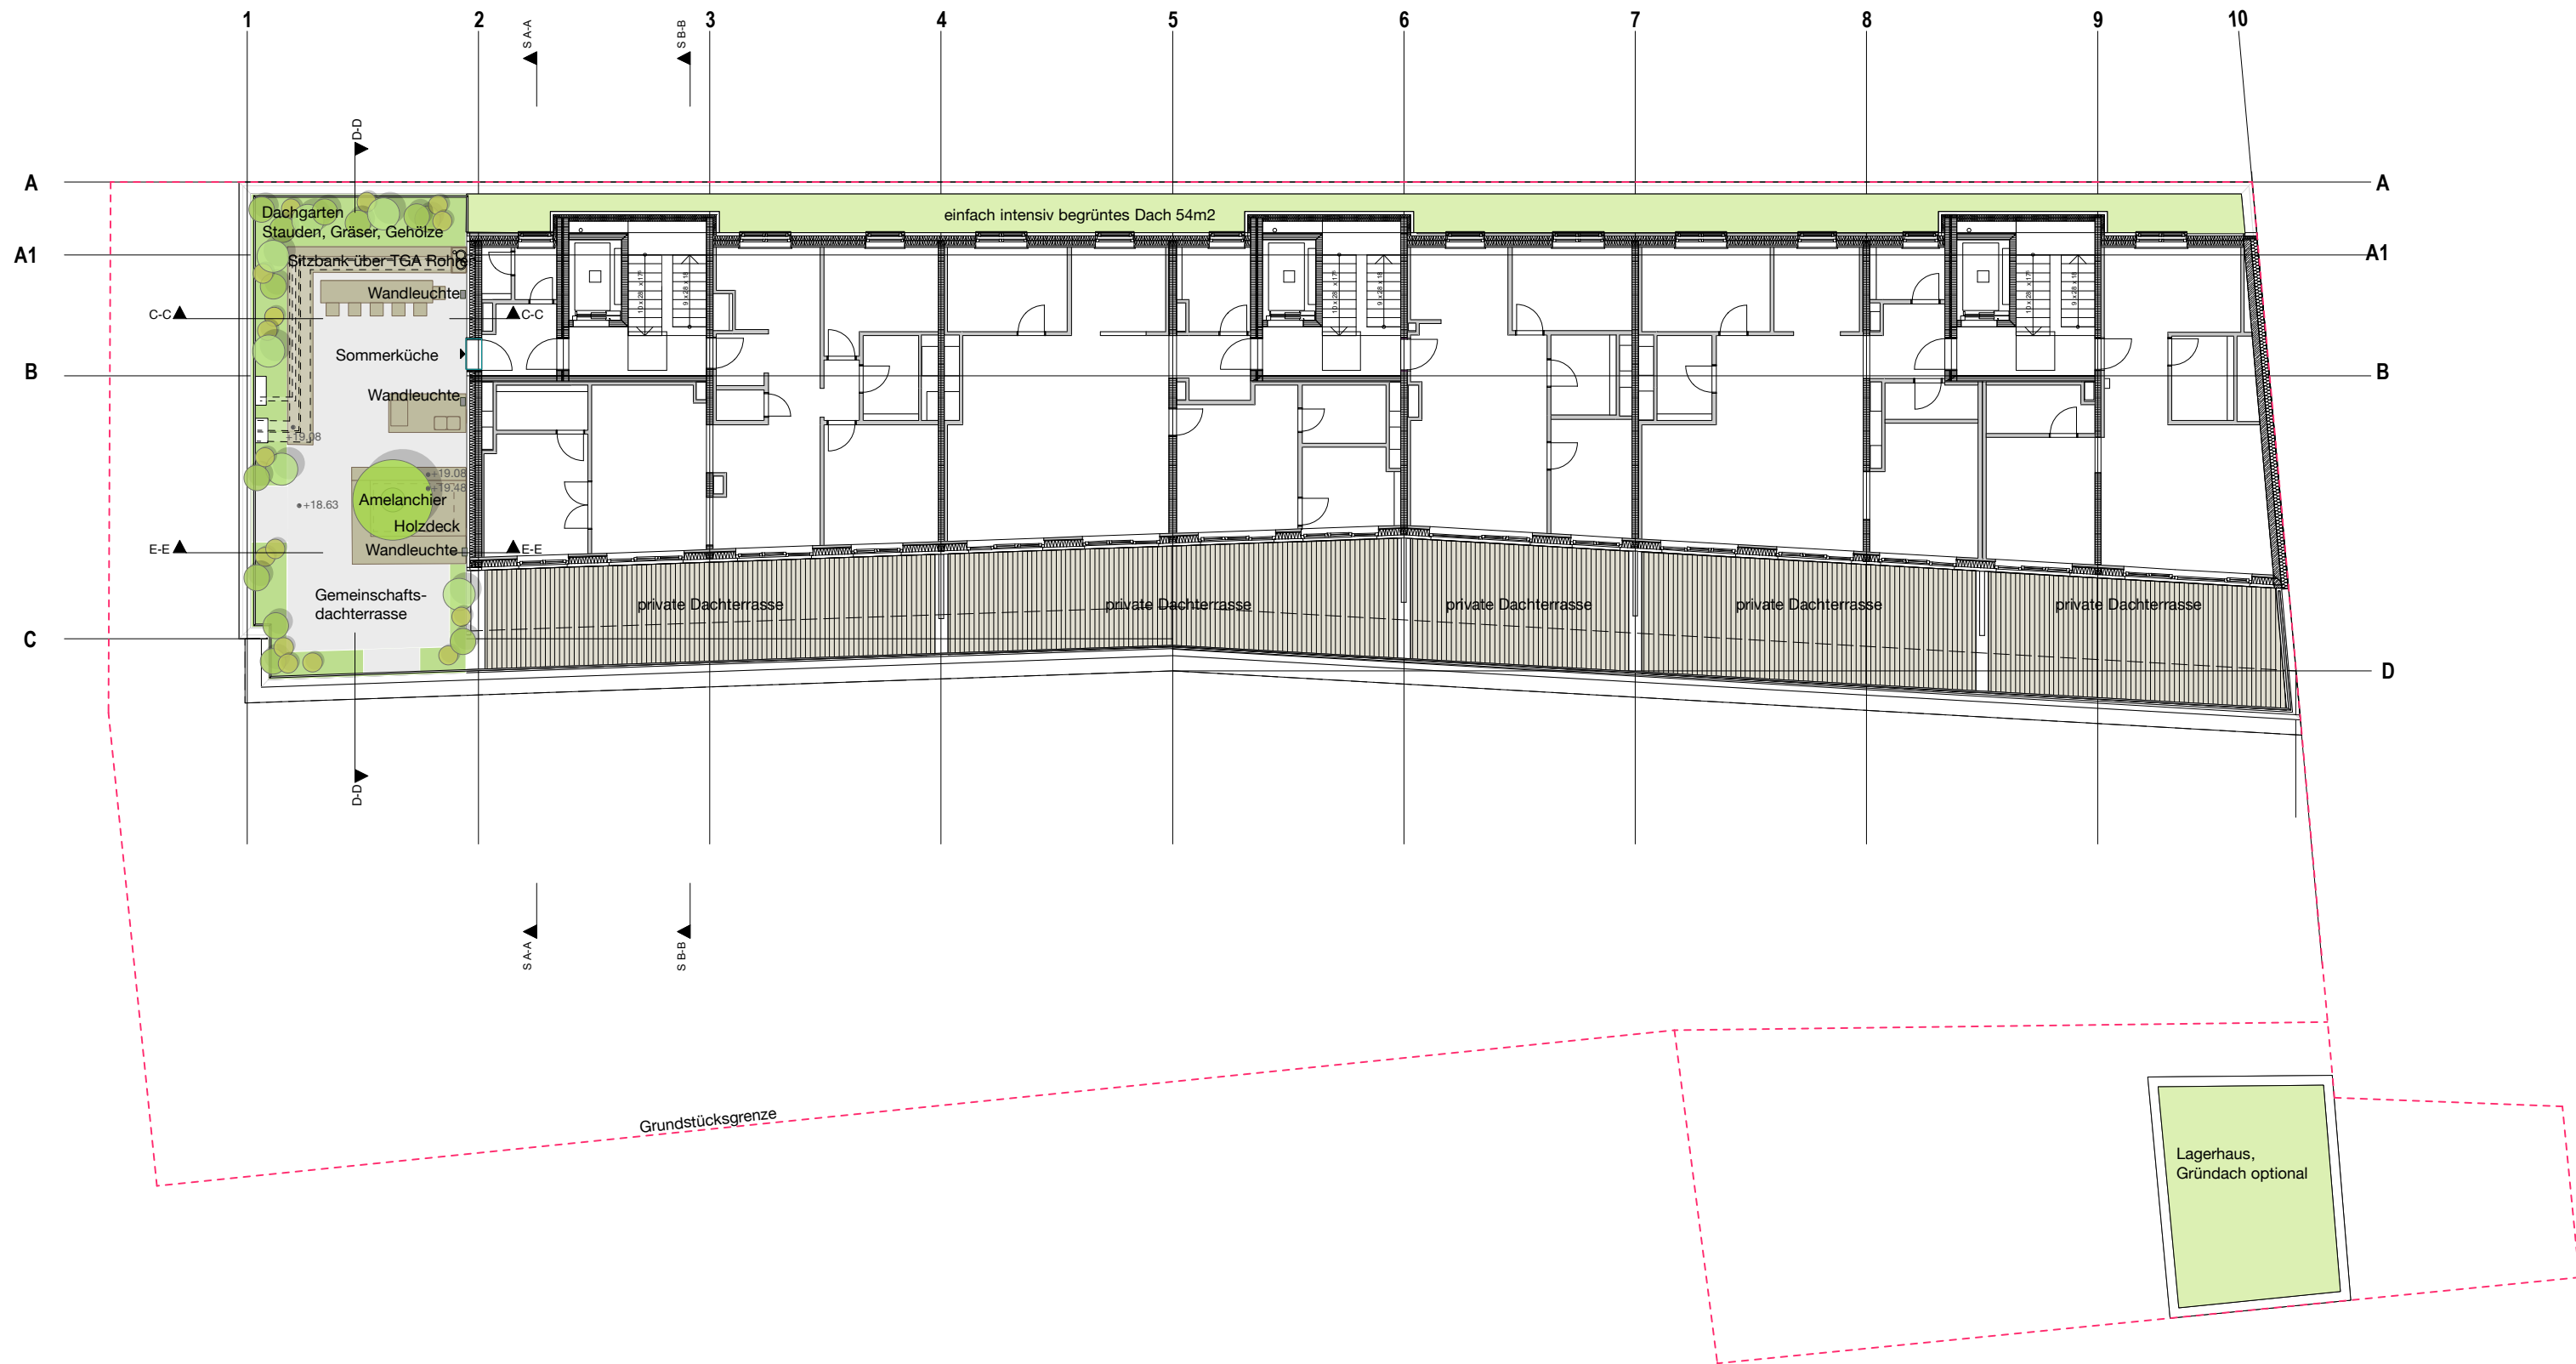 1
2
3
4
5
6
7
8
9
10
S A-A
S B-B
D-D
A
A
Dachgarten
Stauden, Gräser, Gehölze
einfach intensiv begrüntes Dach 54m2
A1
A1
Sitzbank über TGA Rohre
Wandleuchte
C-C
C-C
Sommerküche
B
B
Wandleuchte
+19.08
+19.08
+19.48
Amelanchier
+18.63
Holzdeck
Wandleuchte
E-E
E-E
Gemeinschafts-
dachterrasse
private Dachterrasse
private Dachterrasse
private Dachterrasse
private Dachterrasse
private Dachterrasse
C
D
D-D
S A-A
S B-B
Grundstücksgrenze
Lagerhaus,
Gründach optional